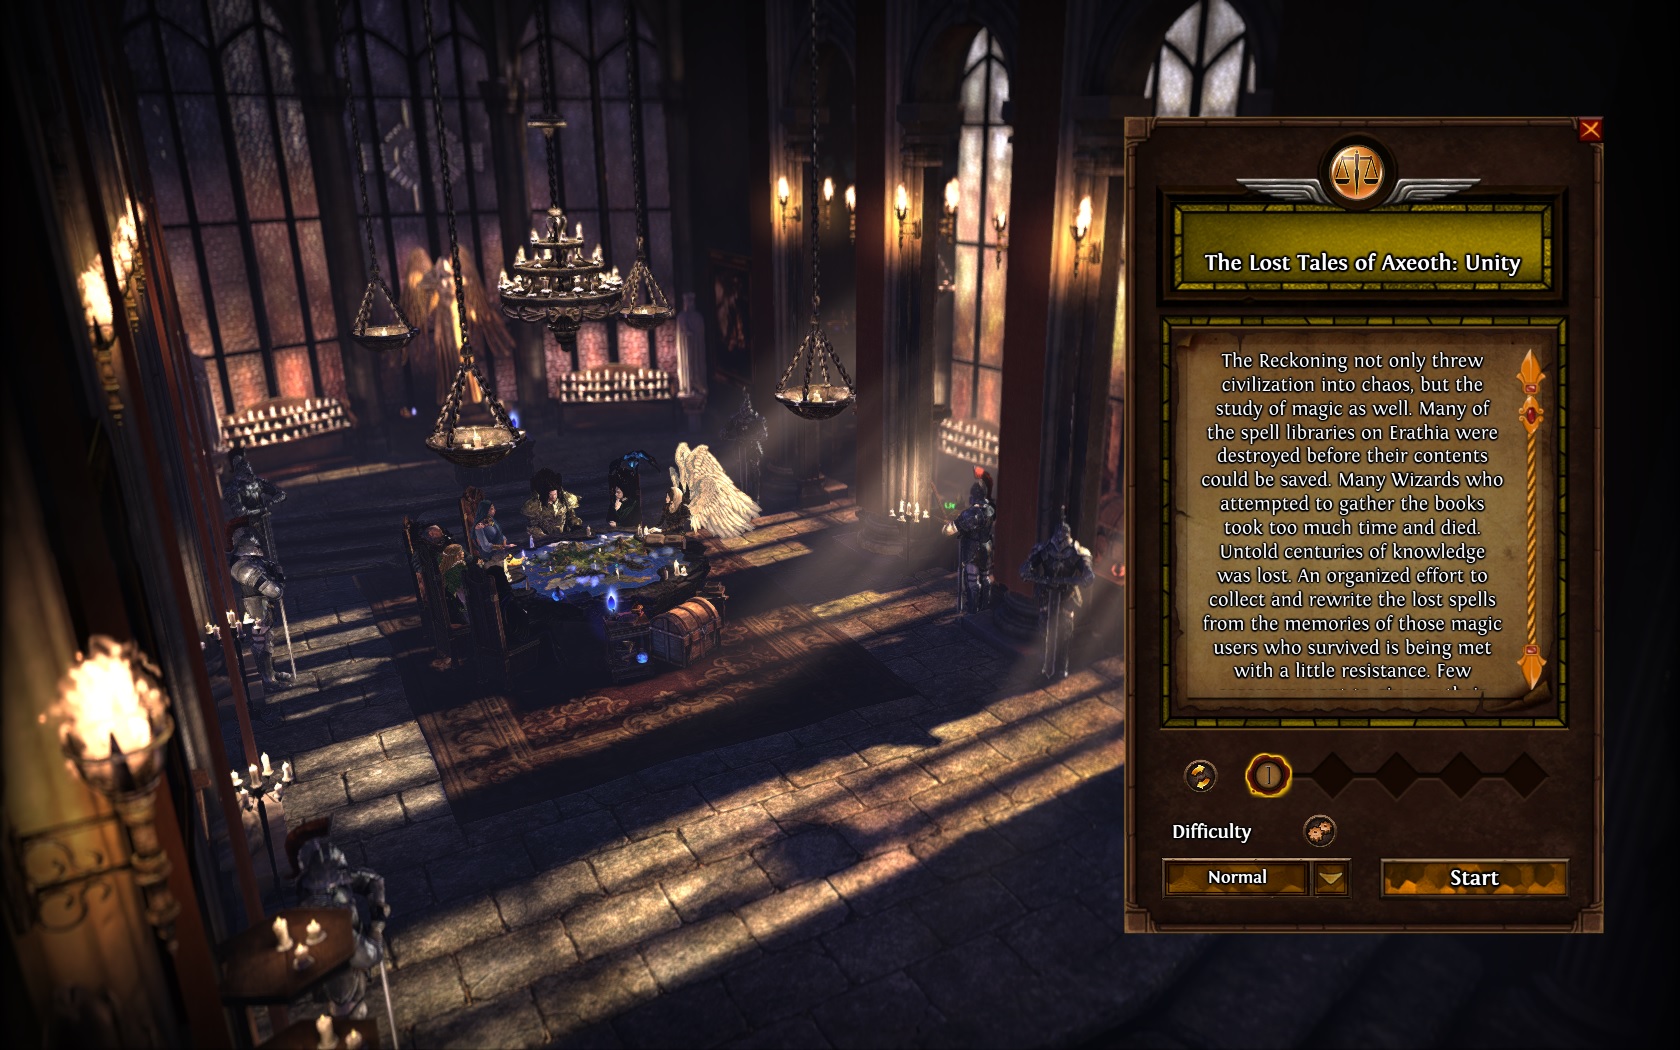 The Lost Tales of Axeoth: Unity
The Reckoning not only threw
civilization into chaos, but the
study of magic as well. Many of
the spell libraries on Erathia were
destroyed before their contents
could be saved. Many Wizards who
attempted to gather the books
took too much time and died.
Untold centuries of knowledge
was lost. An organized effort to
collect and rewrite the lost spells
from the memories of those magic
users who survived is being met
with a little resistance. Few
I
Difficulty
Normal
Start